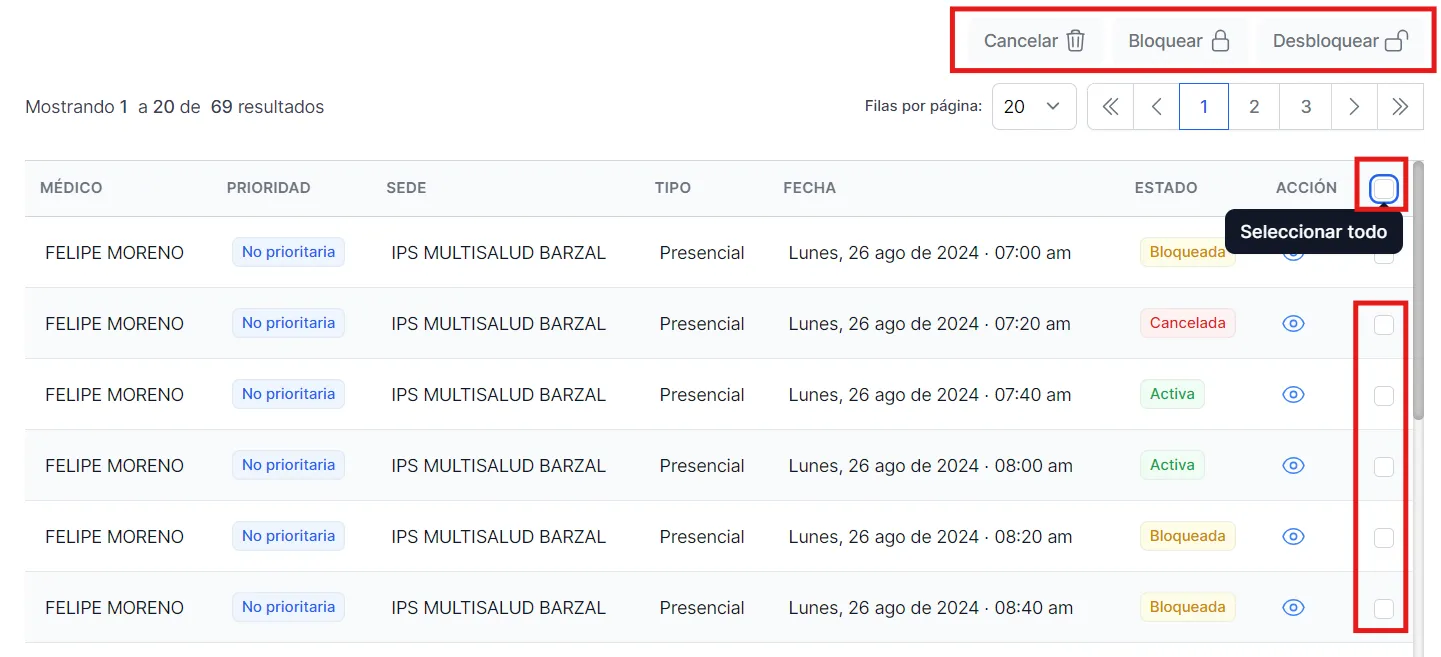 Cancelar Bloquear Desbloquear
Mostrando 1 a 20 de 69 resultados Filas por página: 20 1 2 3
MÉDICO PRIORIDAD SEDE TIPO FECHA ESTADO ACCIÓN
Seleccionar todo
FELIPE MORENO No prioritaria IPS MULTISALUD BARZAL Presencial Lunes, 26 ago de 2024 · 07:00 am Bloqueada
FELIPE MORENO No prioritaria IPS MULTISALUD BARZAL Presencial Lunes, 26 ago de 2024 · 07:20 am Cancelada
FELIPE MORENO No prioritaria IPS MULTISALUD BARZAL Presencial Lunes, 26 ago de 2024 · 07:40 am Activa
FELIPE MORENO No prioritaria IPS MULTISALUD BARZAL Presencial Lunes, 26 ago de 2024 · 08:00 am Activa
FELIPE MORENO No prioritaria IPS MULTISALUD BARZAL Presencial Lunes, 26 ago de 2024 · 08:20 am Bloqueada
FELIPE MORENO No prioritaria IPS MULTISALUD BARZAL Presencial Lunes, 26 ago de 2024 · 08:40 am Bloqueada